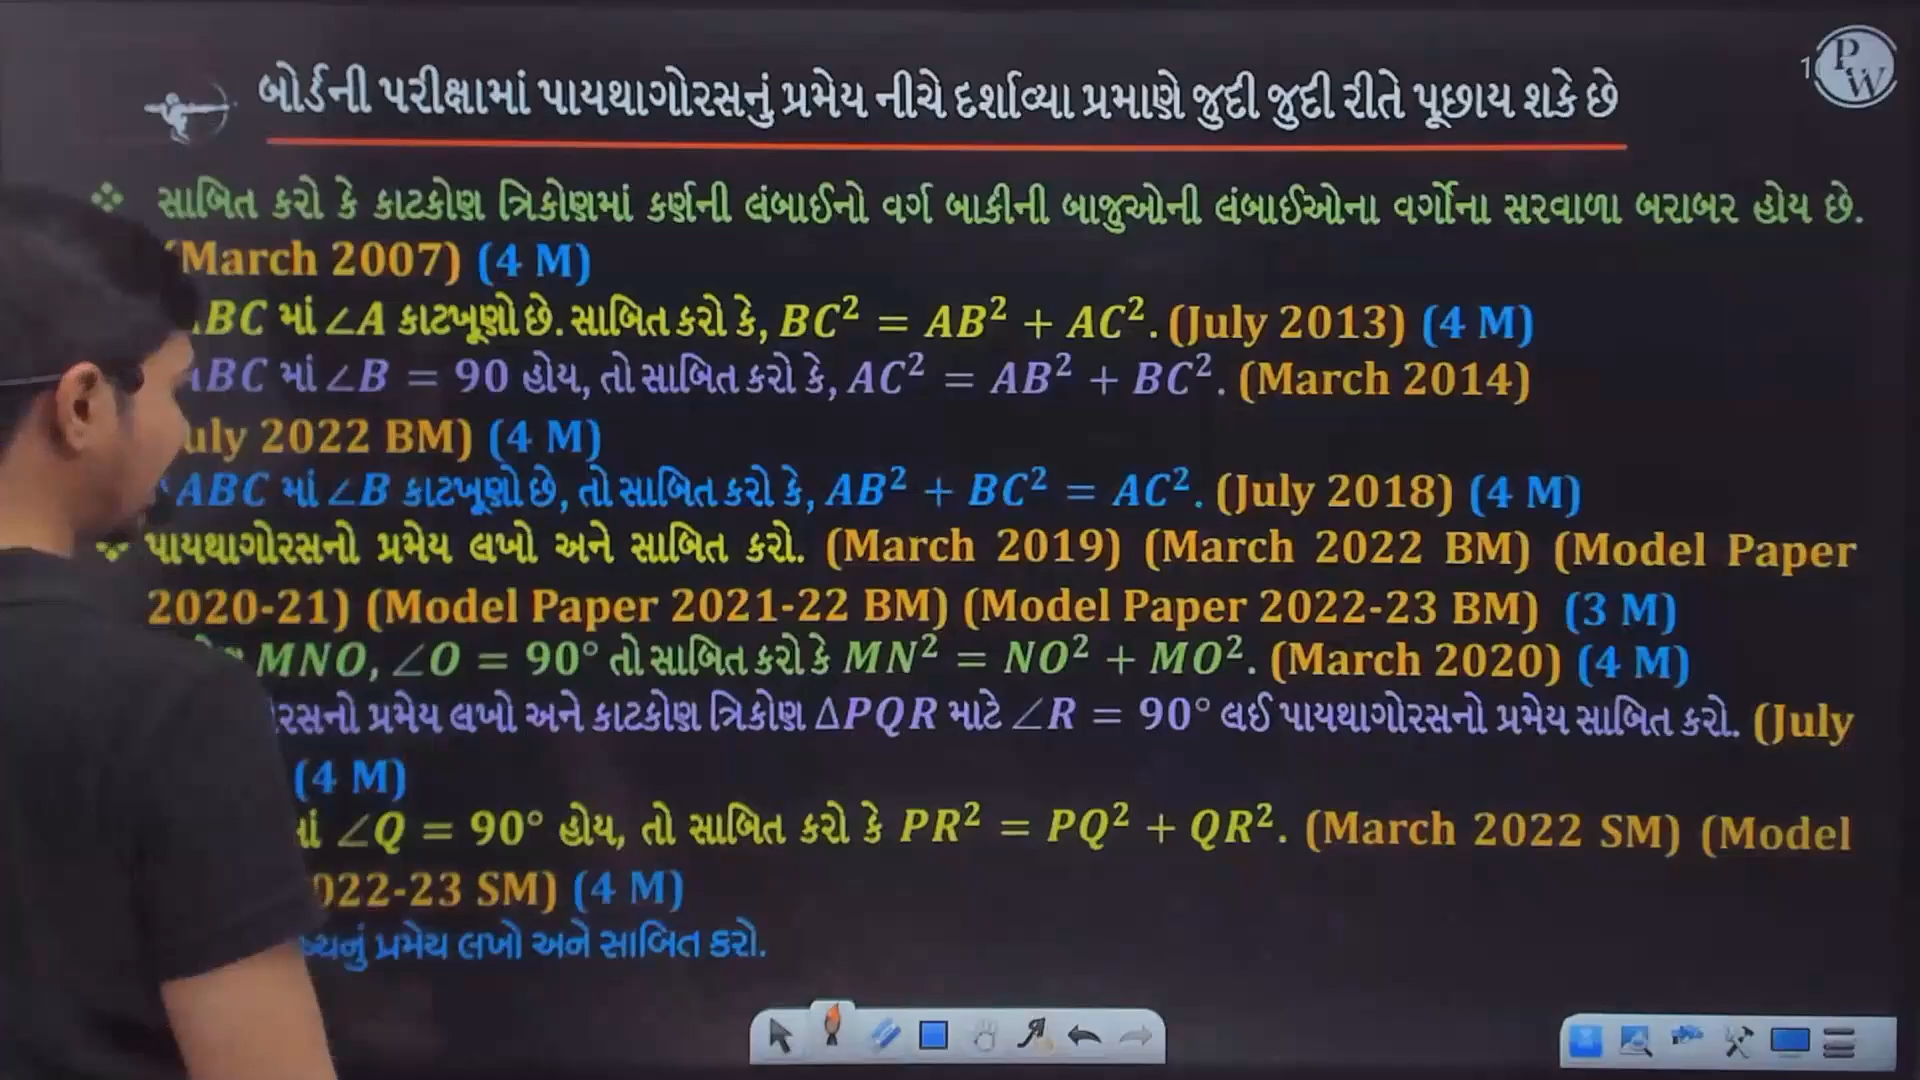 બોર્ડની પરીક્ષામાં પાયથાગોરસનું પ્રમેય નીચે દર્શાવ્યા પ્રમાણે જુદી જુદી રીતે પૂછાય શકે છે
PW
સાબિત કરો કે કાટકોણ ત્રિકોણમાં કર્ણની લંબાઈનો વર્ગ બાકીની બાજુઓની લંબાઈઓના વર્ગોના સરવાળા બરાબર હોય છે.
(March 2007) (4 M)
BC માં ∠A કાટખૂણો છે. સાબિત કરો કે, BC² = AB² + AC². (July 2013) (4 M)
BC માં ∠B = 90 હોય, તો સાબિત કરો કે, AC² = AB² + BC². (March 2014)
2022 BM) (4 M)
ABC માં ∠B કાટખૂણો છે, તો સાબિત કરો કે, AB² + BC² = AC². (July 2018) (4 M)
પાયથાગોરસનો પ્રમેય લખો અને સાબિત કરો. (March 2019) (March 2022 BM) (Model Paper
2020-21) (Model Paper 2021-22 BM) (Model Paper 2022-23 BM) (3 M)
MNO, ∠O = 90° તો સાબિત કરો કે MN² = NO² + MO². (March 2020) (4 M)
પ્રમેય લખો અને કાટકોણ ત્રિકોણ ΔPQR માટે ∠R = 90° લઈ પાયથાગોરસનો પ્રમેય સાબિત કરો. (July
(4 M)
∠Q = 90° હોય, તો સાબિત કરો કે PR² = PQ² + QR². (March 2022 SM) (Model
022-23 SM) (4 M)
પ્રમેય લખો અને સાબિત કરો.